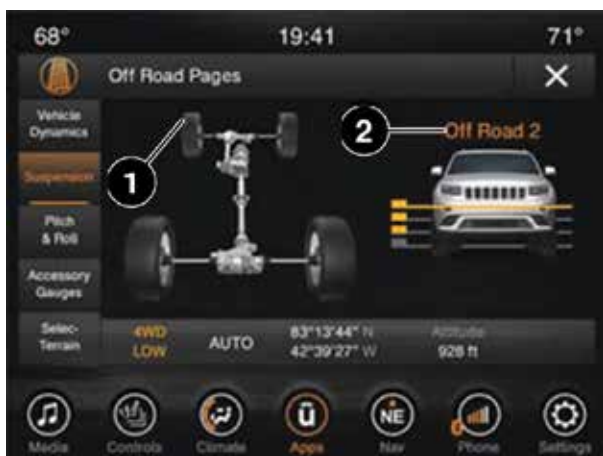 68°
19:41
71°
Off Road Pages
Vehicle
Dynamics
Suspension
Pitch
& Roll
Accessory
Gauges
Selec-
Terrain
1
2
Off Road 2
4WD
LOW
AUTO
83°13'44" N
42°39'27" W
Altitude
928 ft
Media
Controls
Climate
Apps
NE
Nav
Phone
Settings